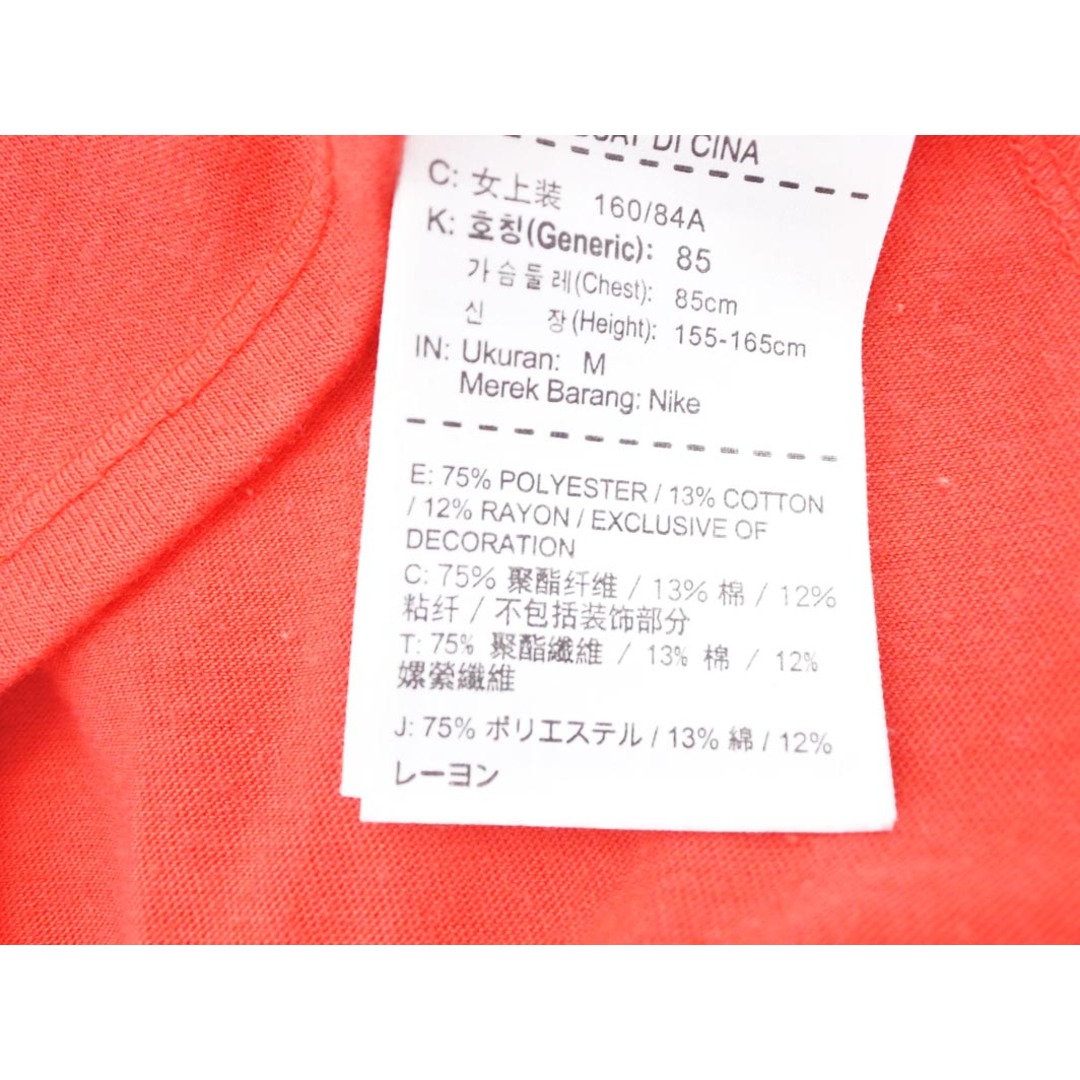 DI CINA
C: 女上装 160/84A
K: 호칭(Generic): 85
가슴둘레(Chest): 85cm
신 장(Height): 155-165cm
IN: Ukuran: M
Merek Barang: Nike
E: 75% POLYESTER / 13% COTTON
/ 12% RAYON / EXCLUSIVE OF
DECORATION
C: 75% 聚酯纤维 / 13% 棉 / 12%
粘纤 / 不包括装饰部分
T: 75% 聚酯纖維 / 13% 棉 / 12%
嫘縈纖維
J: 75% ポリエステル / 13% 綿 / 12%
レーヨン